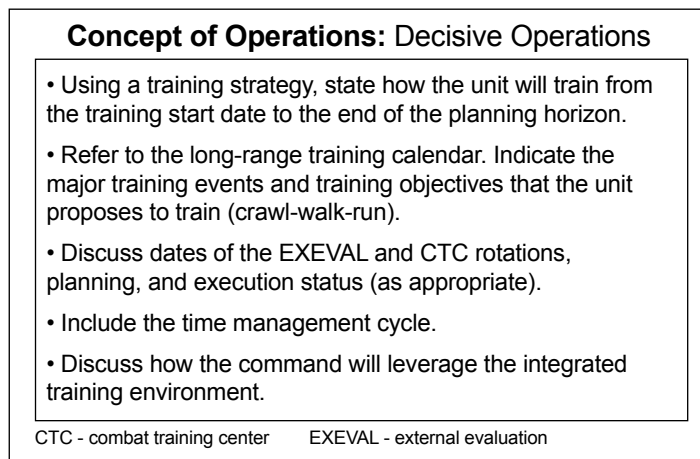 Concept of Operations: Decisive Operations
• Using a training strategy, state how the unit will train from
the training start date to the end of the planning horizon.
• Refer to the long-range training calendar. Indicate the
major training events and training objectives that the unit
proposes to train (crawl-walk-run).
• Discuss dates of the EXEVAL and CTC rotations,
planning, and execution status (as appropriate).
• Include the time management cycle.
• Discuss how the command will leverage the integrated
training environment.
CTC - combat training center EXEVAL - external evaluation